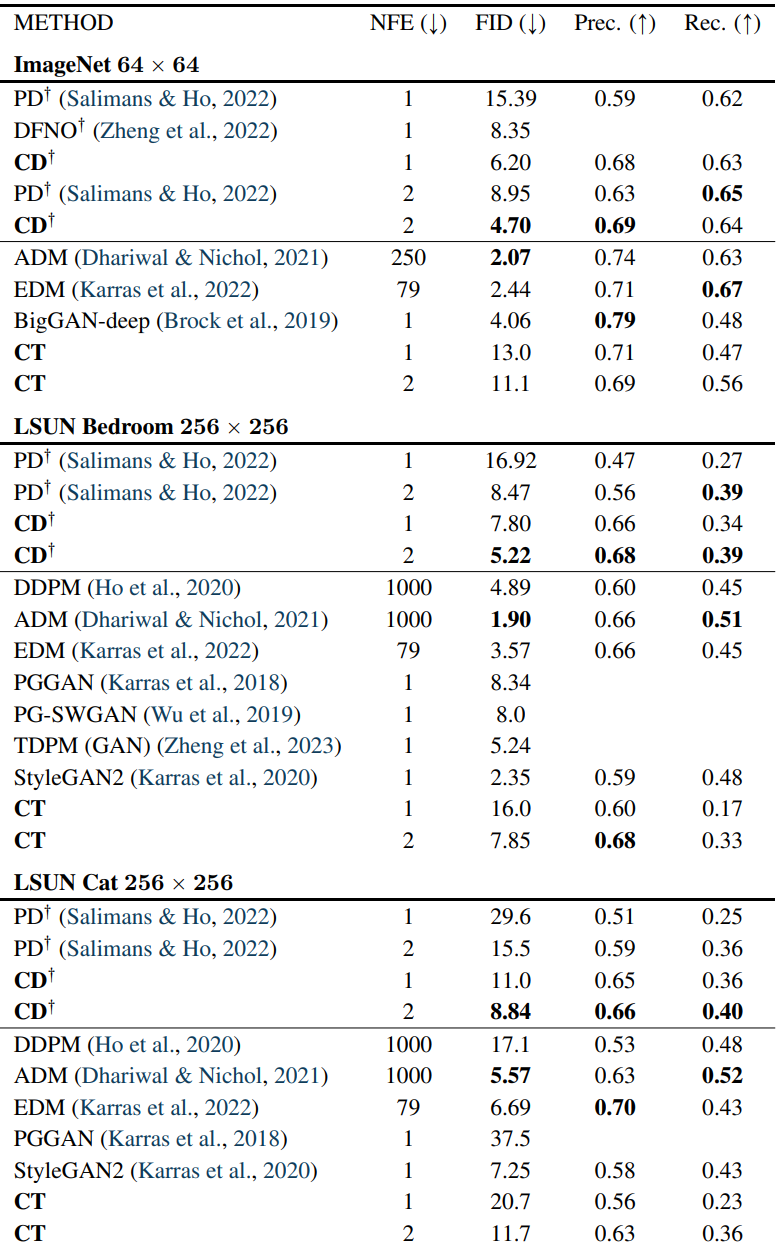 METHOD NFE (↓) FID (↓) Prec. (↑) Rec. (↑)
ImageNet 64 × 64
PD† (Salimans & Ho, 2022) 1 15.39 0.59 0.62
DFNO† (Zheng et al., 2022) 1 8.35
CD† 1 6.20 0.68 0.63
PD† (Salimans & Ho, 2022) 2 8.95 0.63 0.65
CD† 2 4.70 0.69 0.64
ADM (Dhariwal & Nichol, 2021) 250 2.07 0.74 0.63
EDM (Karras et al., 2022) 79 2.44 0.71 0.67
BigGAN-deep (Brock et al., 2019) 1 4.06 0.79 0.48
CT 1 13.0 0.71 0.47
CT 2 11.1 0.69 0.56
LSUN Bedroom 256 × 256
PD† (Salimans & Ho, 2022) 1 16.92 0.47 0.27
PD† (Salimans & Ho, 2022) 2 8.47 0.56 0.39
CD† 1 7.80 0.66 0.34
CD† 2 5.22 0.68 0.39
DDPM (Ho et al., 2020) 1000 4.89 0.60 0.45
ADM (Dhariwal & Nichol, 2021) 1000 1.90 0.66 0.51
EDM (Karras et al., 2022) 79 3.57 0.66 0.45
PGGAN (Karras et al., 2018) 1 8.34
PG-SWGAN (Wu et al., 2019) 1 8.0
TDPM (GAN) (Zheng et al., 2023) 1 5.24
StyleGAN2 (Karras et al., 2020) 1 2.35 0.59 0.48
CT 1 16.0 0.60 0.17
CT 2 7.85 0.68 0.33
LSUN Cat 256 × 256
PD† (Salimans & Ho, 2022) 1 29.6 0.51 0.25
PD† (Salimans & Ho, 2022) 2 15.5 0.59 0.36
CD† 1 11.0 0.65 0.36
CD† 2 8.84 0.66 0.40
DDPM (Ho et al., 2020) 1000 17.1 0.53 0.48
ADM (Dhariwal & Nichol, 2021) 1000 5.57 0.63 0.52
EDM (Karras et al., 2022) 79 6.69 0.70 0.43
PGGAN (Karras et al., 2018) 1 37.5
StyleGAN2 (Karras et al., 2020) 1 7.25 0.58 0.43
CT 1 20.7 0.56 0.23
CT 2 11.7 0.63 0.36